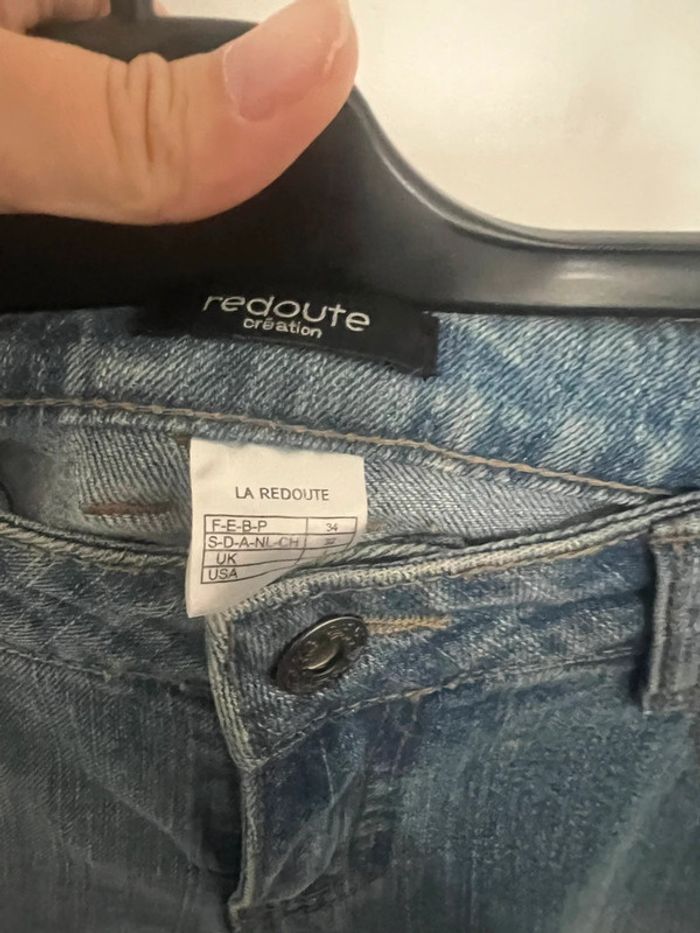 redoute
création
LA REDOUTE
F-E-B-P 34
S-D-A-NL-CH 32
UK
USA